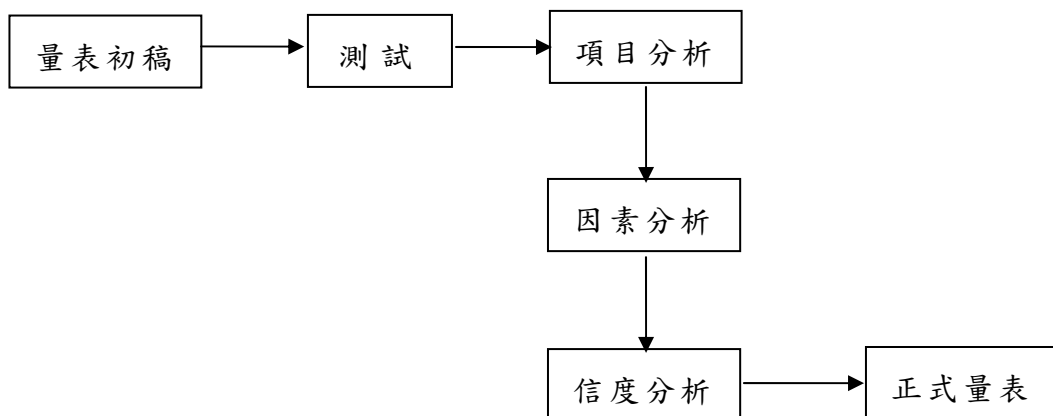 量表初稿
測試
項目分析
因素分析
信度分析
正式量表